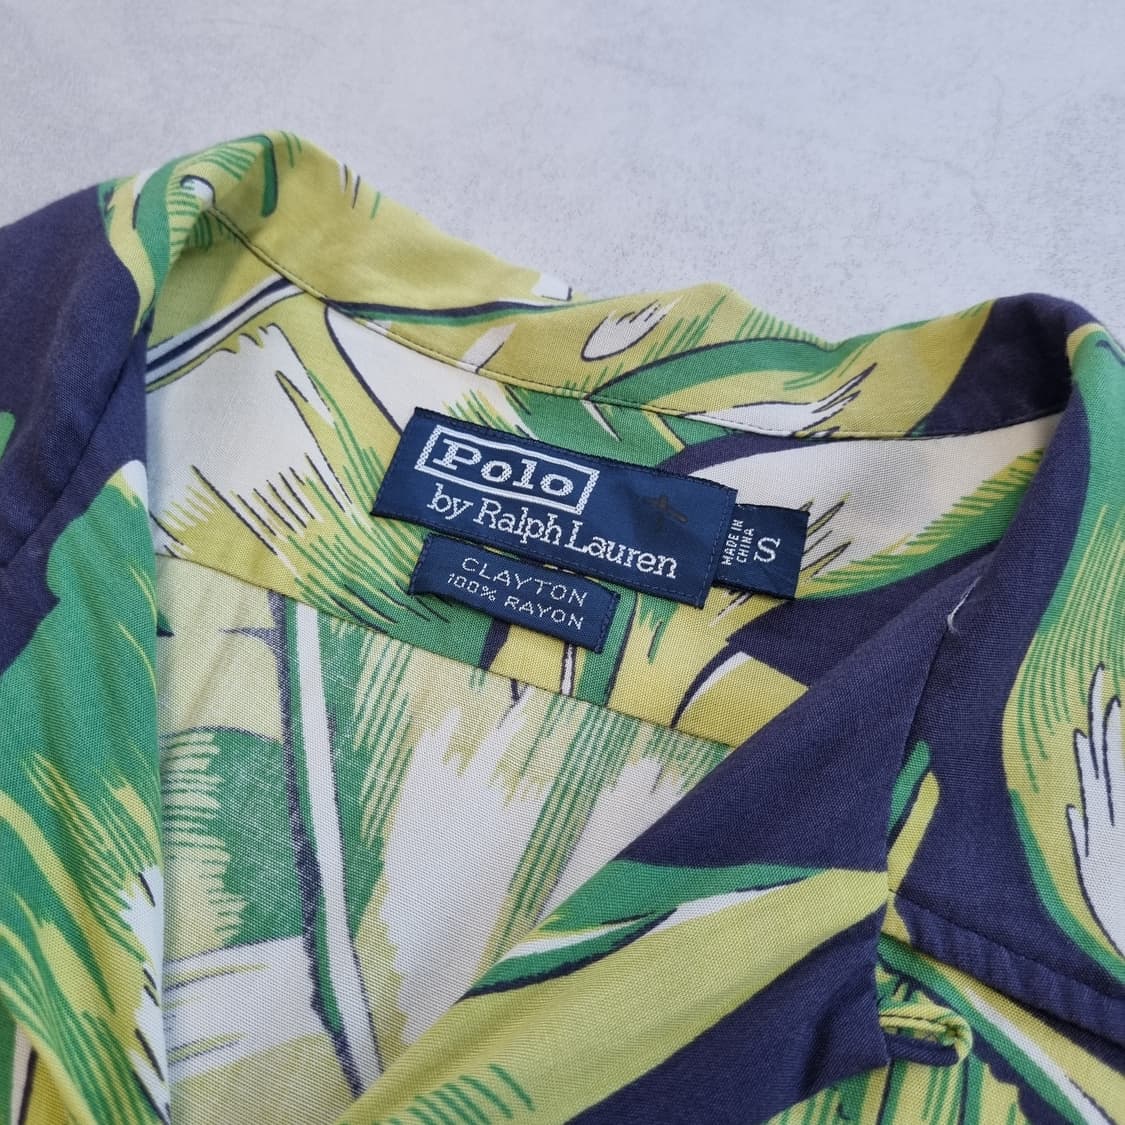 Polo
by Ralph Lauren
MADE IN
CHINA
S
CLAYTON
100% RAYON